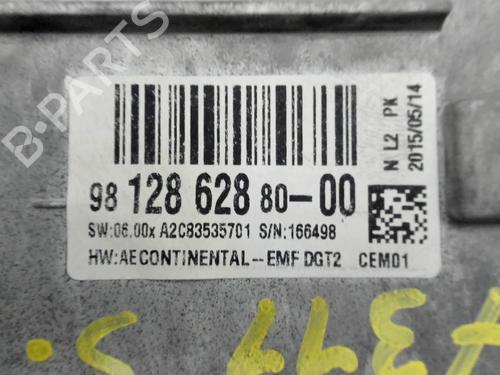 B-PARTS
98 128 628 80-00
SW:06.00x A2C83535701 S/N:166498
HW:AECONTINENTAL--EMF DGT2 CEM01
N L2 PK
2015/05/14